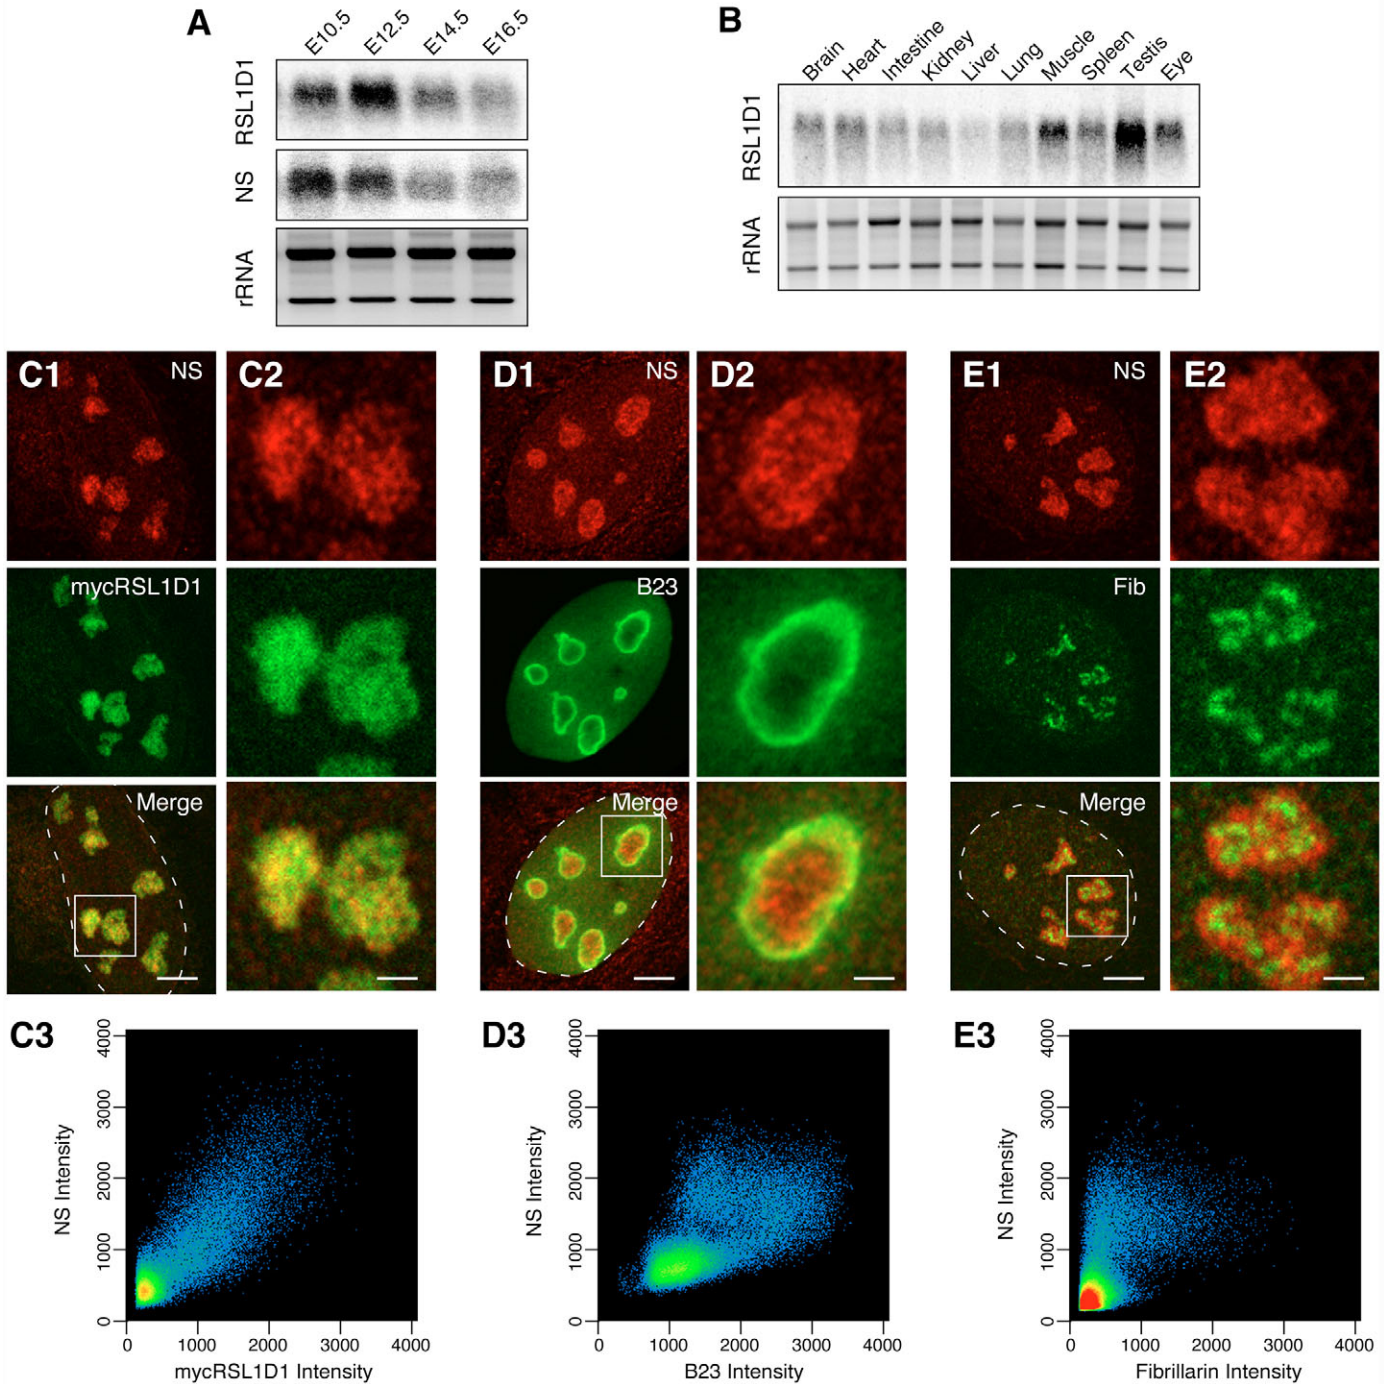 A
E10.5 E12.5 E14.5 E16.5
RSL1D1
NS
rRNA
B
Brain Heart Intestine Kidney Liver Lung Muscle Spleen Testis Eye
RSL1D1
rRNA
C1 NS C2
mycRSL1D1
Merge
D1 NS D2
B23
Merge
E1 NS E2
Fib
Merge
C3
NS Intensity
4000
3000
2000
1000
0
0 1000 2000 3000 4000
mycRSL1D1 Intensity
D3
NS Intensity
4000
3000
2000
1000
0
0 1000 2000 3000 4000
B23 Intensity
E3
NS Intensity
4000
3000
2000
1000
0
0 1000 2000 3000 4000
Fibrillarin Intensity